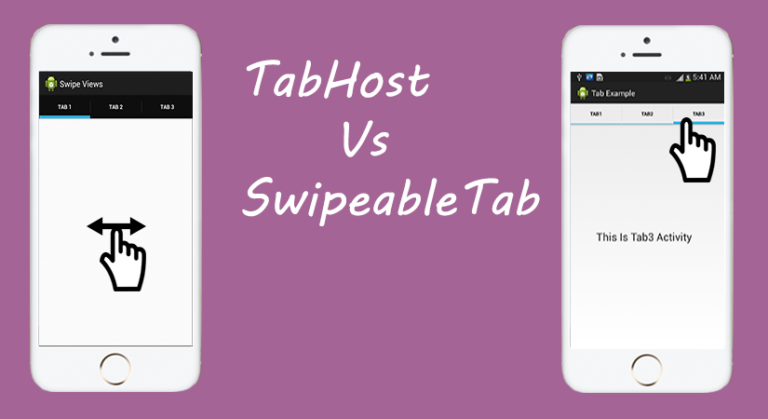 Swipe Views
TAB 1 TAB 2 TAB 3
TabHost
Vs
SwipeableTab
5:41 AM
Tab Example
TAB1 TAB2 TAB3
This Is Tab3 Activity